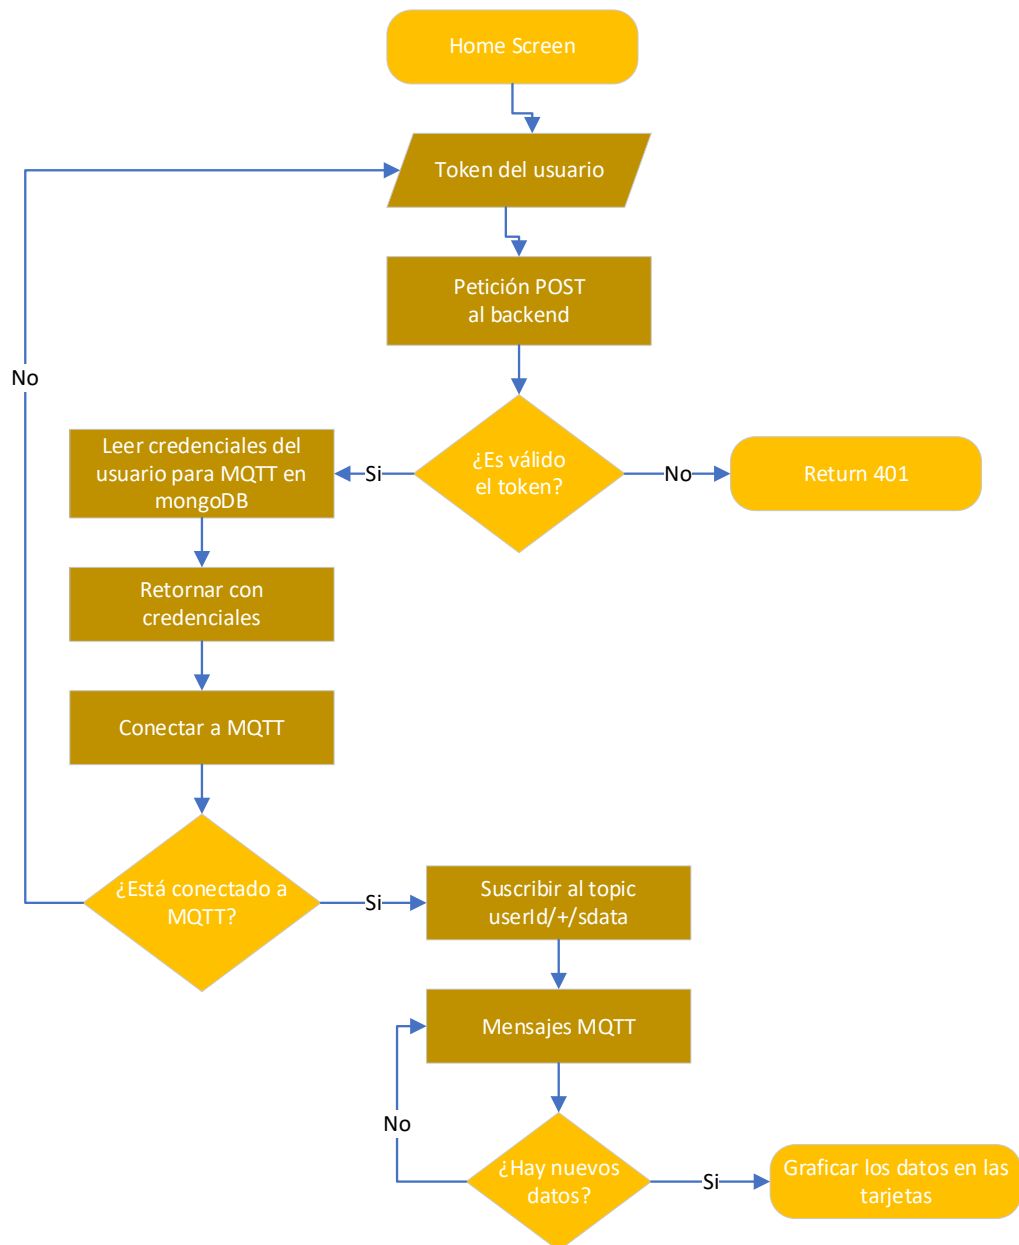 Home Screen
Token del usuario
Petición POST
al backend
No
Leer credenciales del
usuario para MQTT en
mongoDB
Si
¿Es válido
el token?
No
Return 401
Retornar con
credenciales
Conectar a MQTT
¿Está conectado a
MQTT?
Si
Suscribir al topic
userId/+/sdata
Mensajes MQTT
No
¿Hay nuevos
datos?
Si
Graficar los datos en las
tarjetas